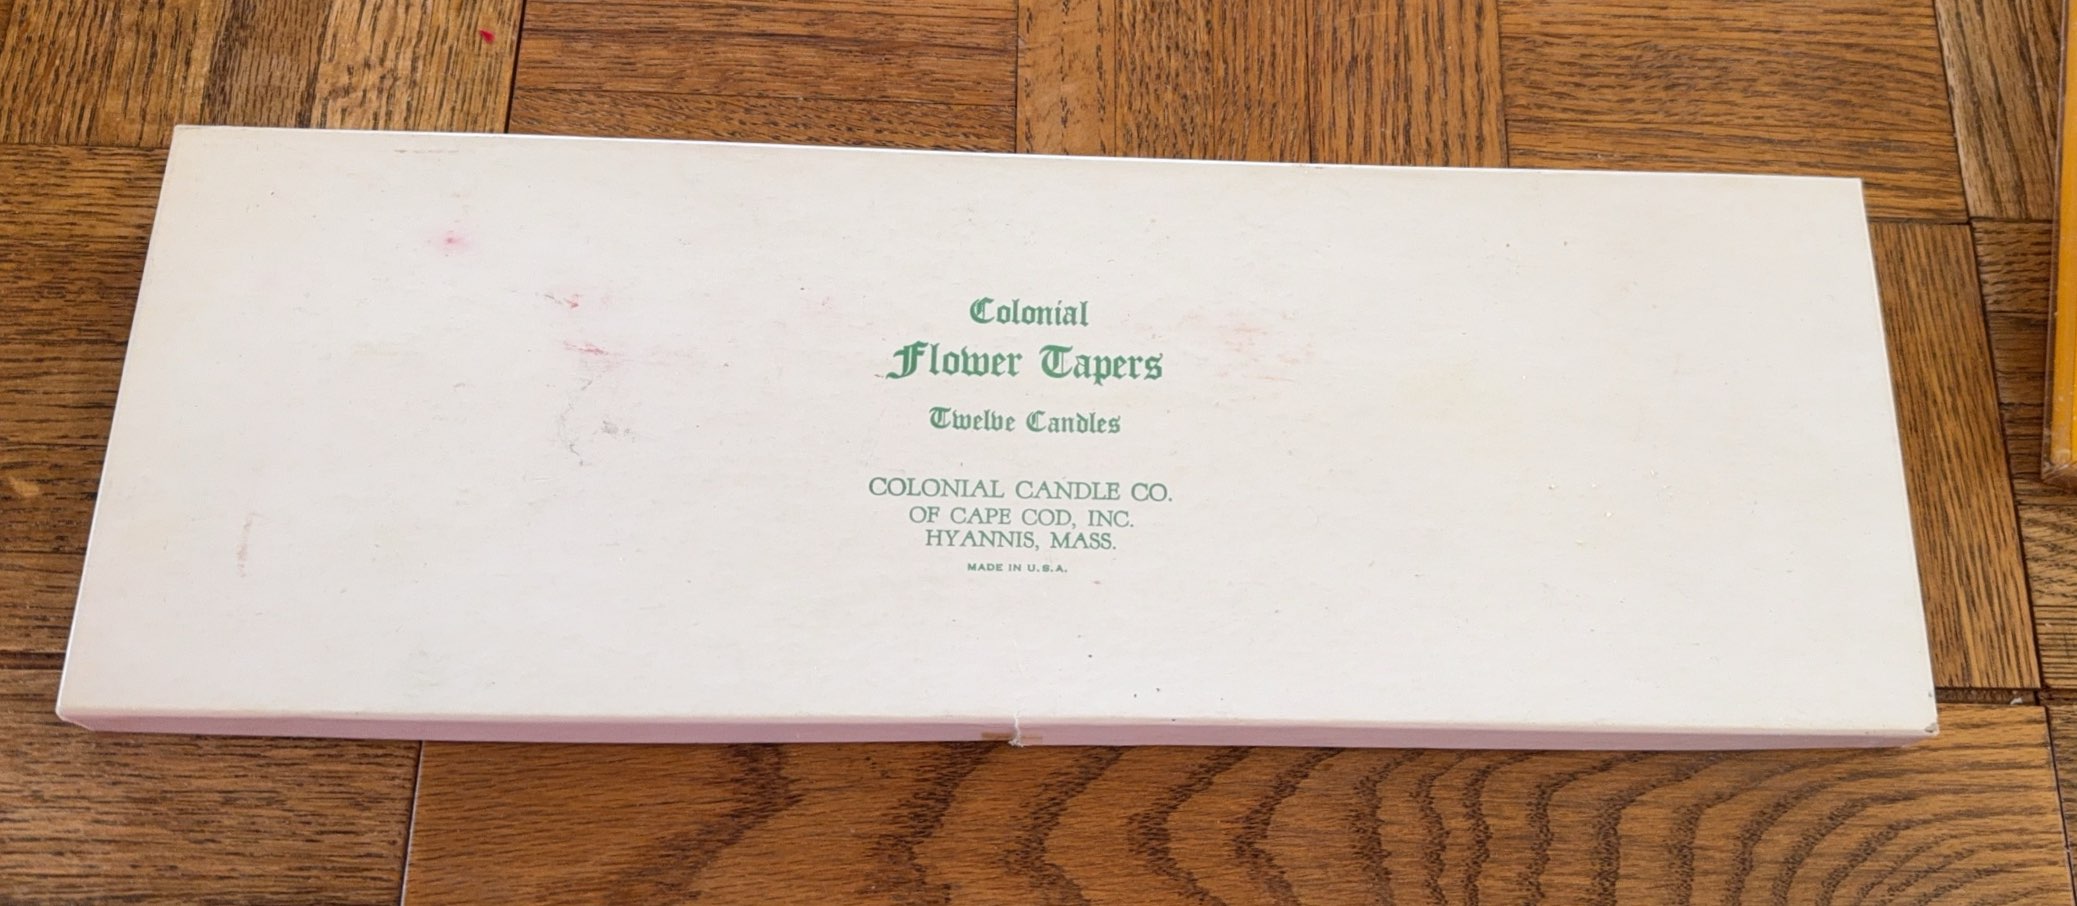 Colonial
Flower Tapers
Twelve Candles
COLONIAL CANDLE CO.
OF CAPE COD, INC.
HYANNIS, MASS.
MADE IN U.S.A.